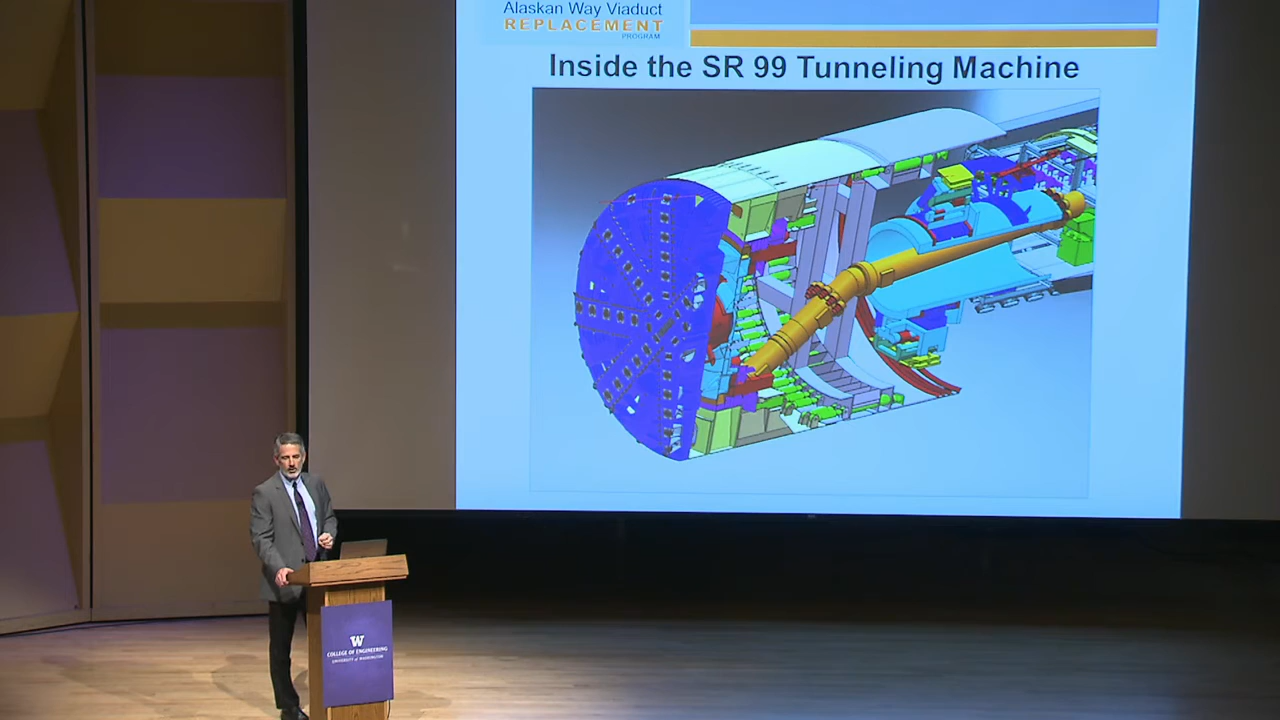 Alaskan Way Viaduct
REPLACEMENT
PROGRAM
Inside the SR 99 Tunneling Machine
W
COLLEGE OF ENGINEERING
UNIVERSITY of WASHINGTON